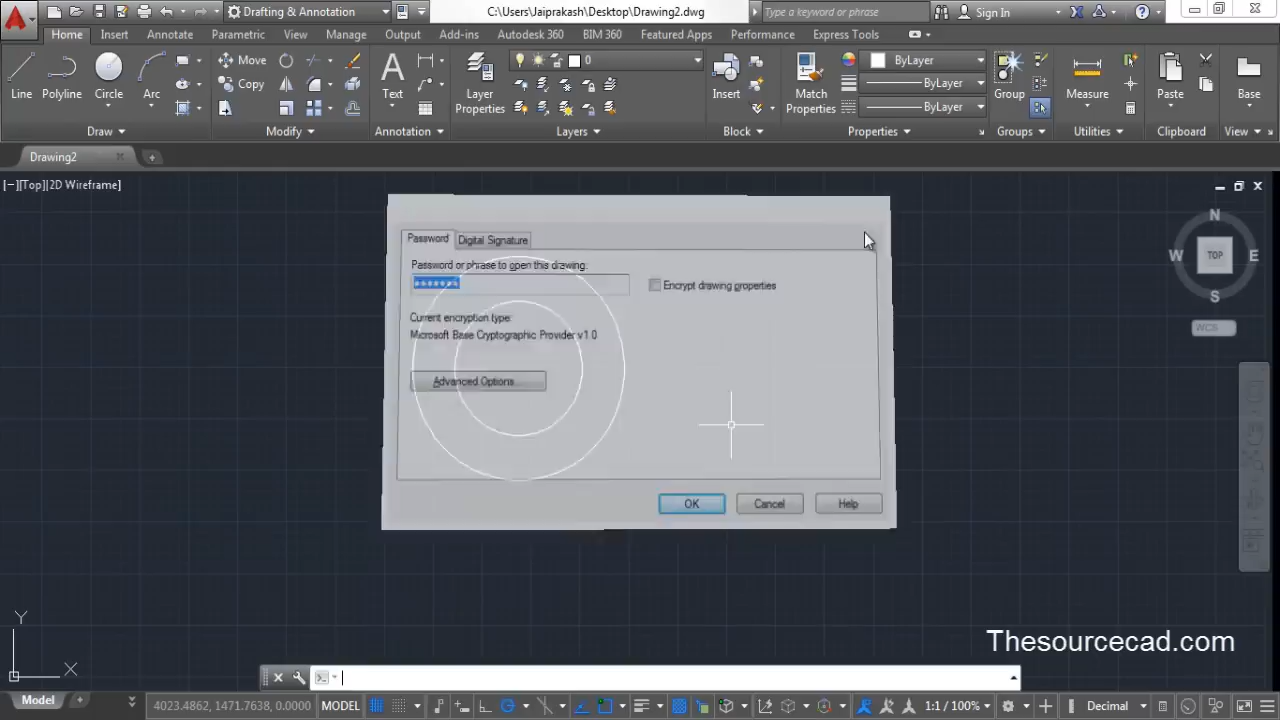 Drafting & Annotation
C:\Users\Jaiprakash\Desktop\Drawing2.dwg
Type a keyword or phrase
Sign In
Home Insert Annotate Parametric View Manage Output Add-ins Autodesk 360 BIM 360 Featured Apps Performance Express Tools
Line Polyline Circle Arc
Move
Copy
Text
Layer Properties
0
Insert
Match Properties
ByLayer
ByLayer
ByLayer
Group
Measure
Paste
Base
Draw Modify Annotation Layers Block Properties Groups Utilities Clipboard View
Drawing2
[−][Top][2D Wireframe]
N
W TOP E
S
WCS
Password Digital Signature
Password or phrase to open this drawing:
*******
Encrypt drawing properties
Current encryption type:
Microsoft Base Cryptographic Provider v1.0
Advanced Options...
OK Cancel Help
Y
X
Thesourcecad.com
Model
4023.4862, 1471.7638, 0.0000 MODEL 1:1 / 100% Decimal